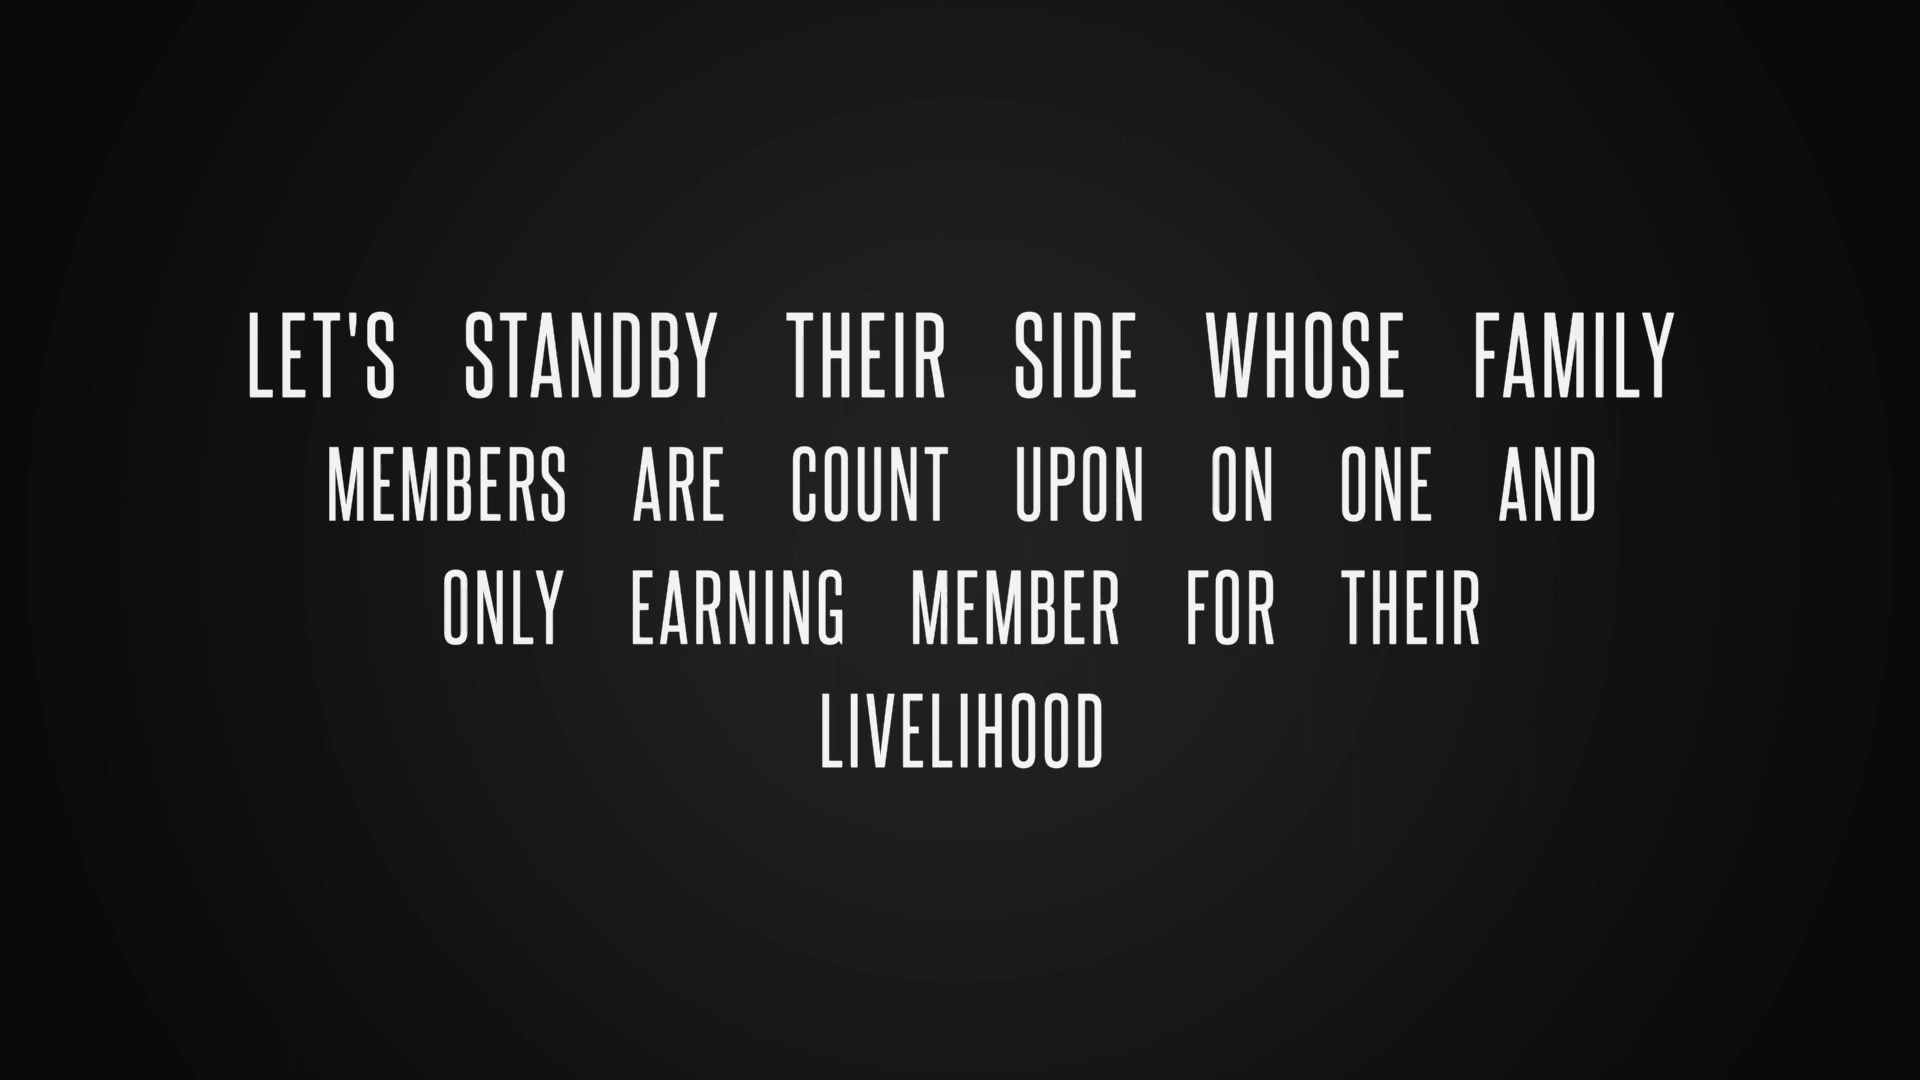 LET'S STANDBY THEIR SIDE WHOSE FAMILY
MEMBERS ARE COUNT UPON ON ONE AND
ONLY EARNING MEMBER FOR THEIR
LIVELIHOOD